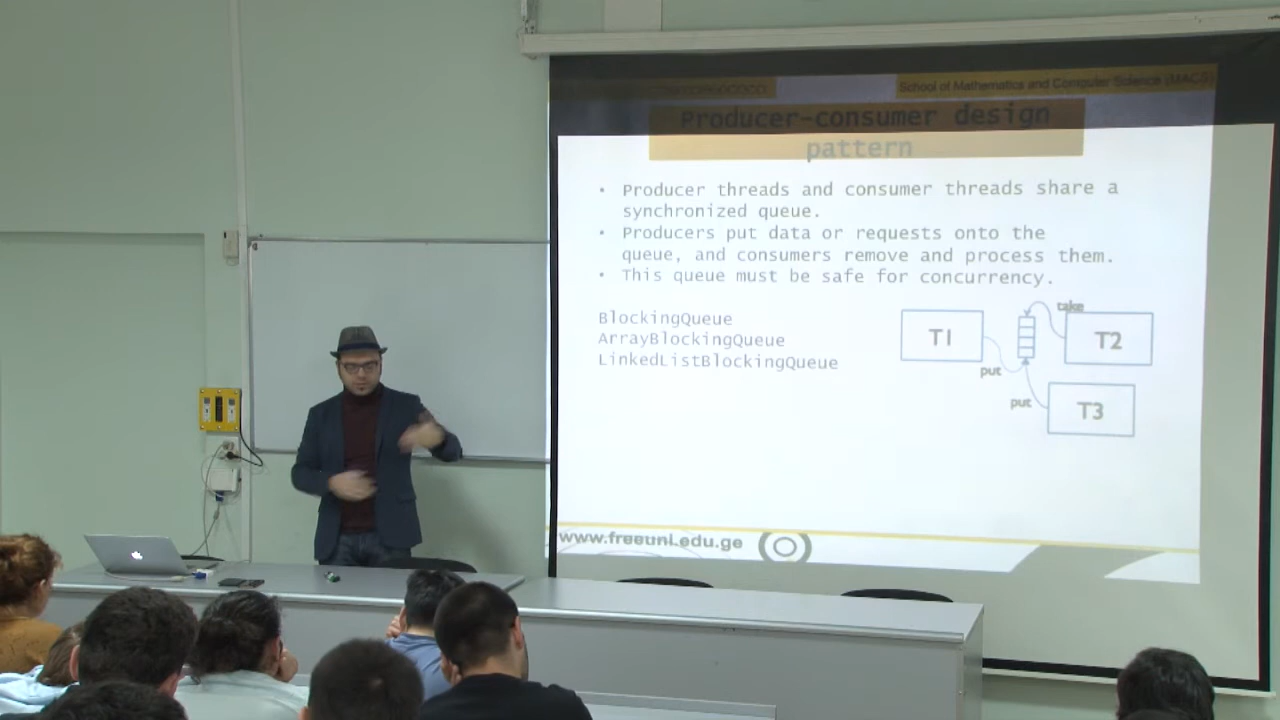 School of Mathematics and Computer Science (MACS)
Producer-consumer design
pattern
• Producer threads and consumer threads share a
synchronized queue.
• Producers put data or requests onto the
queue, and consumers remove and process them.
• This queue must be safe for concurrency.
BlockingQueue
ArrayBlockingQueue
LinkedListBlockingQueue
take
T1
T2
put
put
T3
www.freeuni.edu.ge